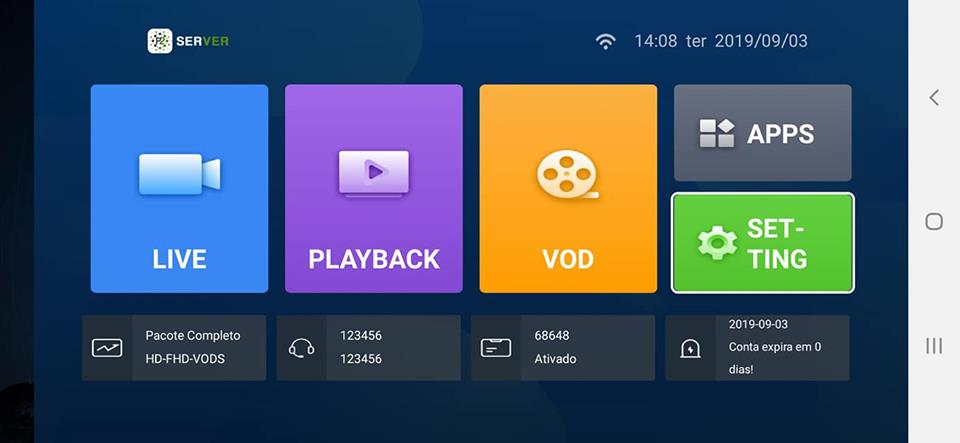 SERVER
14:08 ter 2019/09/03
LIVE
PLAYBACK
VOD
APPS
SET-
TING
Pacote Completo
HD-FHD-VODS
123456
123456
68648
Ativado
2019-09-03
Conta expira em 0
dias!